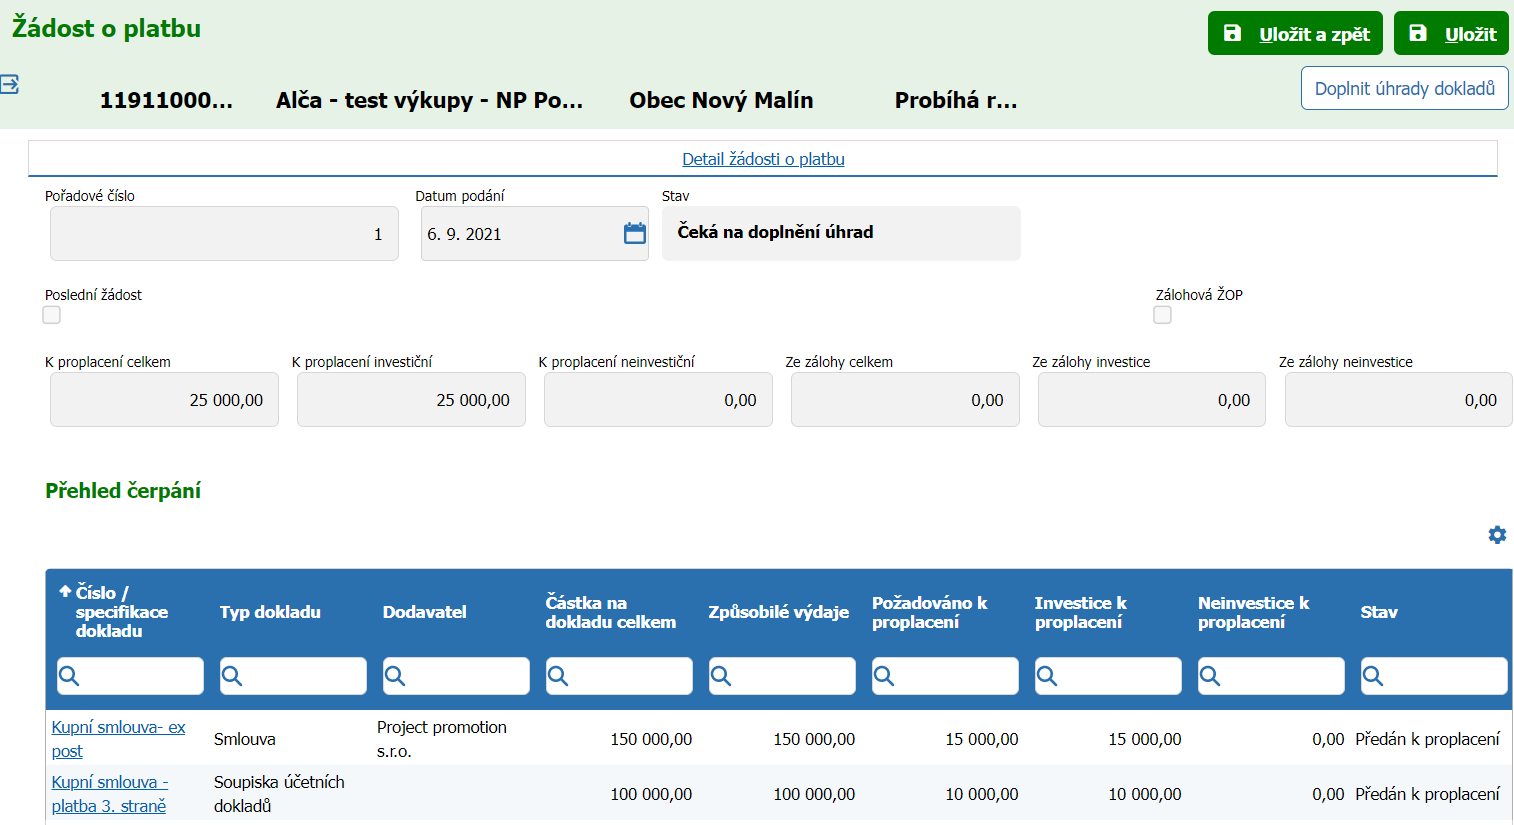 Žádost o platbu
Uložit a zpět
Uložit
11911000...
Alča - test výkupy - NP Po...
Obec Nový Malín
Probíhá r...
Doplnit úhrady dokladů
Detail žádosti o platbu
Pořadové číslo
Datum podání
Stav
1
6. 9. 2021
Čeká na doplnění úhrad
Poslední žádost
Zálohová ŽOP
K proplacení celkem
K proplacení investiční
K proplacení neinvestiční
Ze zálohy celkem
Ze zálohy investice
Ze zálohy neinvestice
25 000,00
25 000,00
0,00
0,00
0,00
0,00
Přehled čerpání
Číslo /
specifikace
dokladu
Typ dokladu
Dodavatel
Částka na
dokladu celkem
Způsobilé výdaje
Požadováno k
proplacení
Investice k
proplacení
Neinvestice k
proplacení
Stav
Kupní smlouva- ex
post
Smlouva
Project promotion
s.r.o.
150 000,00
150 000,00
15 000,00
15 000,00
0,00
Předán k proplacení
Kupní smlouva -
platba 3. straně
Soupiska účetních
dokladů
100 000,00
100 000,00
10 000,00
10 000,00
0,00
Předán k proplacení